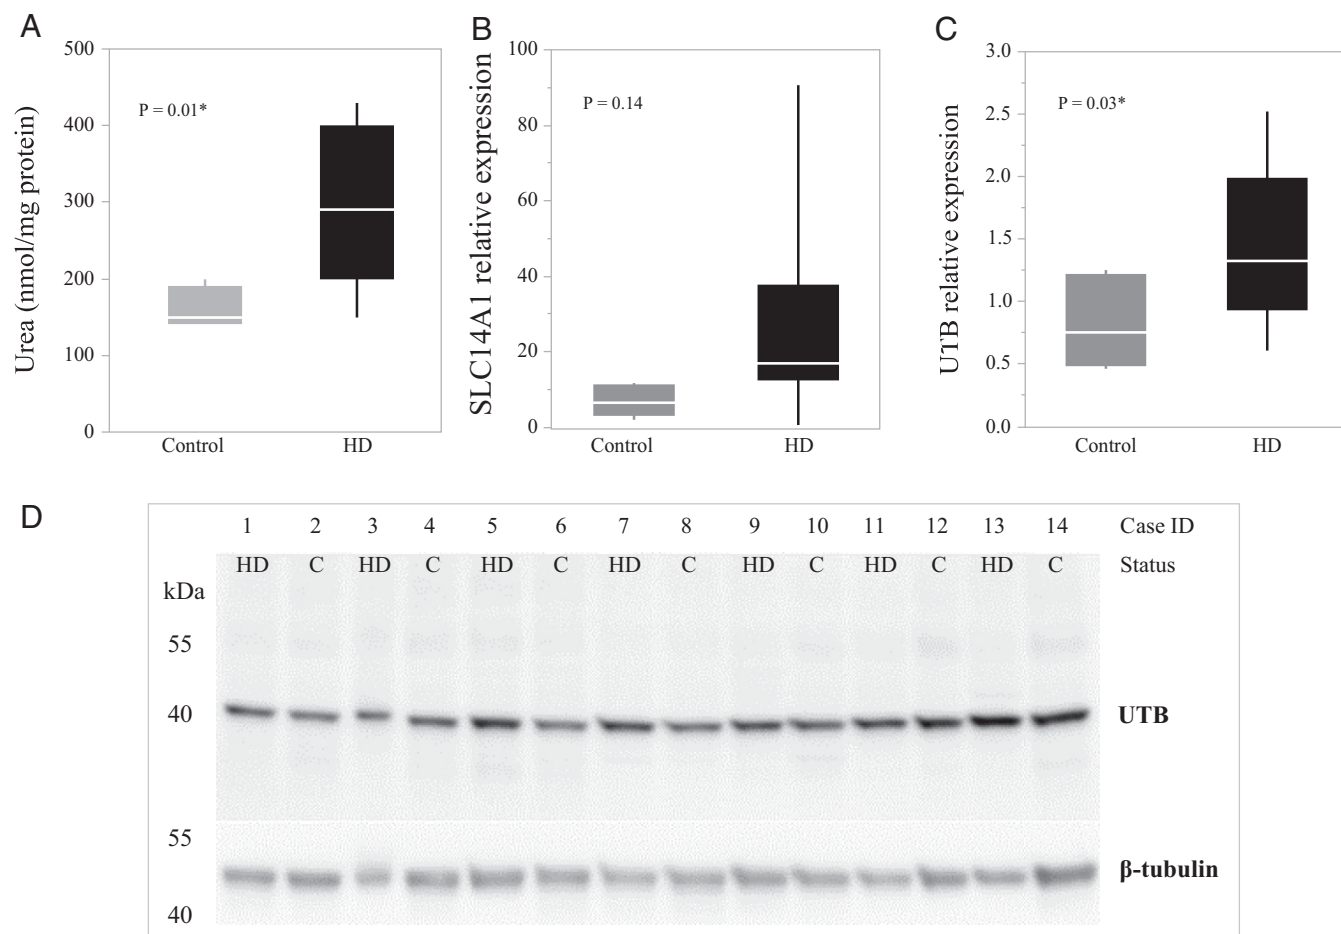 A
Urea (nmol/mg protein)
500
400
300
200
100
0
P = 0.01*
Control HD
B
SLC14A1 relative expression
100
80
60
40
20
0
P = 0.14
Control HD
C
UTB relative expression
3.0
2.5
2.0
1.5
1.0
0.5
0.0
P = 0.03*
Control HD
D
1 2 3 4 5 6 7 8 9 10 11 12 13 14 Case ID
HD C HD C HD C HD C HD C HD C HD C Status
kDa
55
40 UTB
55
β-tubulin
40